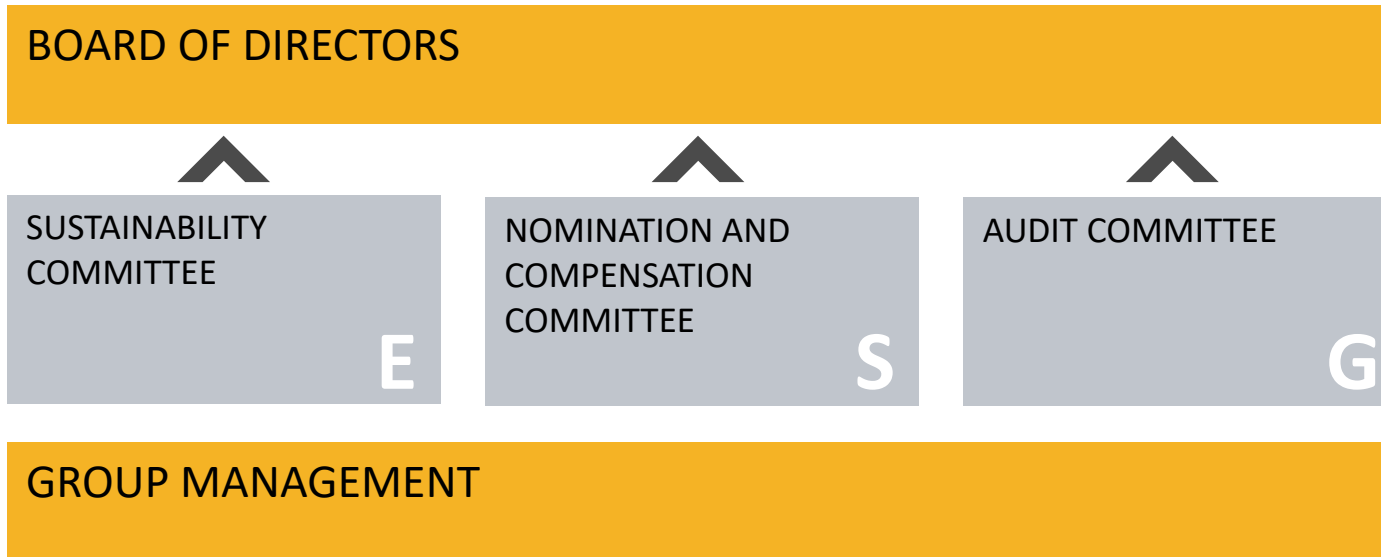 BOARD OF DIRECTORS
SUSTAINABILITY
COMMITTEE
E
NOMINATION AND
COMPENSATION
COMMITTEE
S
AUDIT COMMITTEE
G
GROUP MANAGEMENT